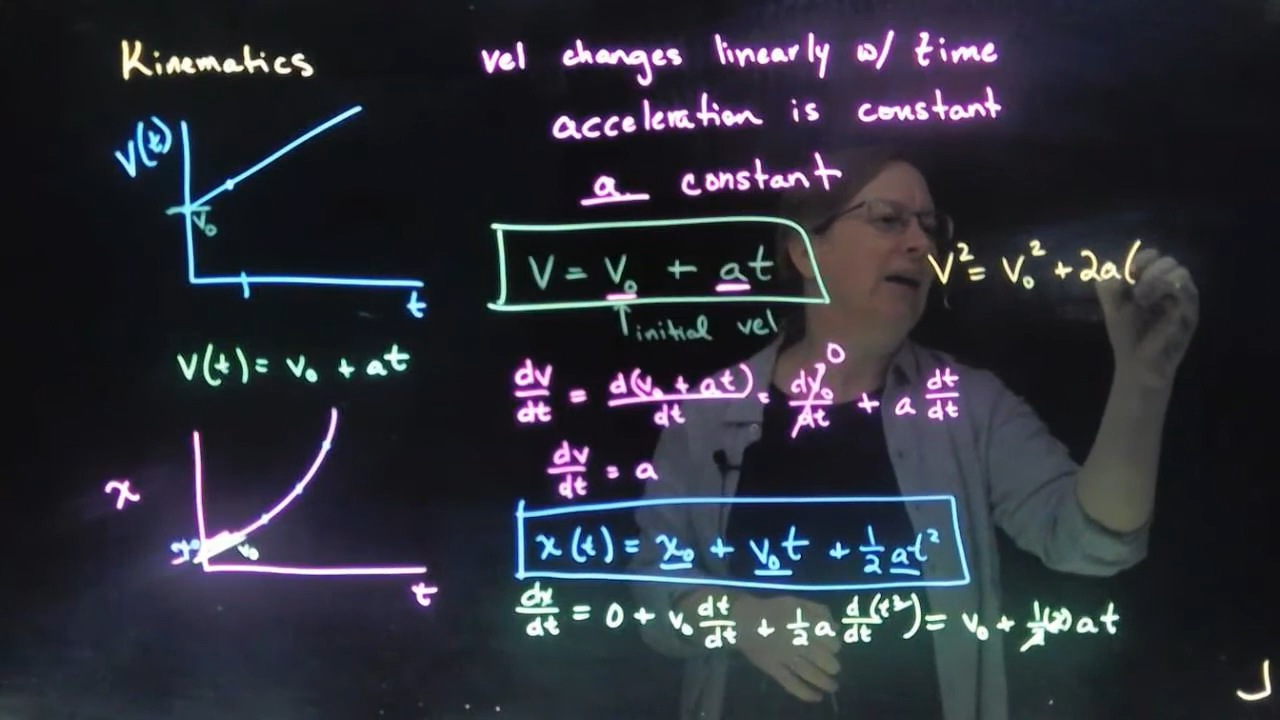 Kinematics
V(t)
V₀
t
V(t) = V₀ + at
x
x₀
V₀
t
vel changes linearly w/ time
acceleration is constant
a constant
V = V₀ + at
↑ initial vel
dv/dt = d(v₀ + at)/dt = dv₀/dt 0 + a dt/dt
dv/dt = a
x(t) = x₀ + v₀t + ½ at²
dx/dt = 0 + v₀ dt/dt + ½ a d(t²)/dt = v₀ + ½(2) at
V² = V₀² + 2a(